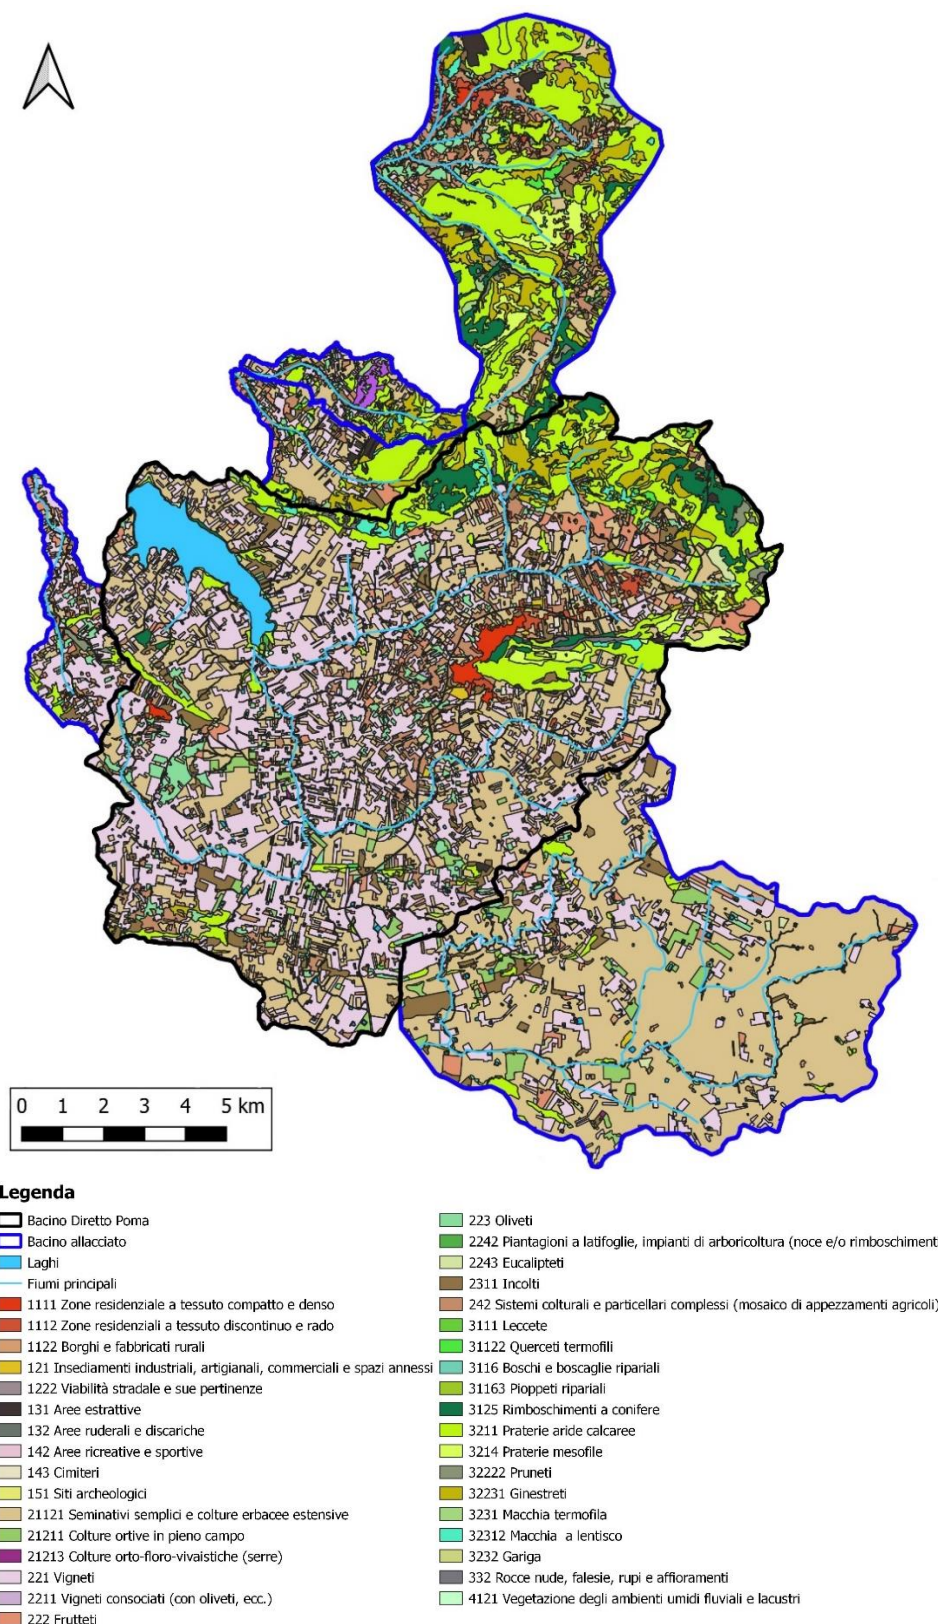 0 1 2 3 4 5 km
Legenda
Bacino Diretto Poma
Bacino allacciato
Laghi
Fiumi principali
1111 Zone residenziale a tessuto compatto e denso
1112 Zone residenziali a tessuto discontinuo e rado
1122 Borghi e fabbricati rurali
121 Insediamenti industriali, artigianali, commerciali e spazi annessi
1222 Viabilità stradale e sue pertinenze
131 Aree estrattive
132 Aree ruderali e discariche
142 Aree ricreative e sportive
143 Cimiteri
151 Siti archeologici
21121 Seminativi semplici e colture erbacee estensive
21211 Colture ortive in pieno campo
21213 Colture orto-floro-vivaistiche (serre)
221 Vigneti
2211 Vigneti consociati (con oliveti, ecc.)
222 Frutteti
223 Oliveti
2242 Piantagioni a latifoglie, impianti di arboricoltura (noce e/o rimboschiment
2243 Eucalipteti
2311 Incolti
242 Sistemi colturali e particellari complessi (mosaico di appezzamenti agricoli)
3111 Leccete
31122 Querceti termofili
3116 Boschi e boscaglie ripariali
31163 Pioppeti ripariali
3125 Rimboschimenti a conifere
3211 Praterie aride calcaree
3214 Praterie mesofile
32222 Pruneti
32231 Ginestreti
3231 Macchia termofila
32312 Macchia a lentisco
3232 Gariga
332 Rocce nude, falesie, rupi e affioramenti
4121 Vegetazione degli ambienti umidi fluviali e lacustri